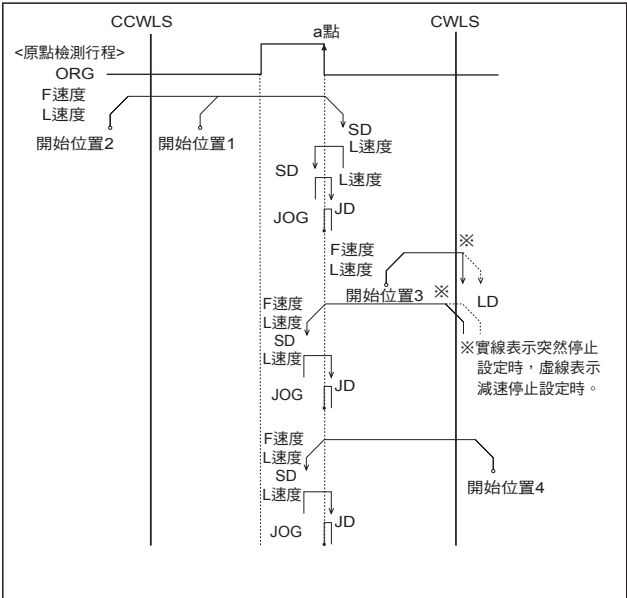 CCWLS
CWLS
a點
<原點檢測行程>
ORG
F速度
L速度
開始位置2
開始位置1
SD
L速度
SD
L速度
JD
JOG
F速度
L速度
※
開始位置3
※
LD
F速度
L速度
SD
L速度
JD
JOG
※實線表示突然停止
設定時，虛線表示
減速停止設定時。
F速度
L速度
SD
L速度
開始位置4
JD
JOG